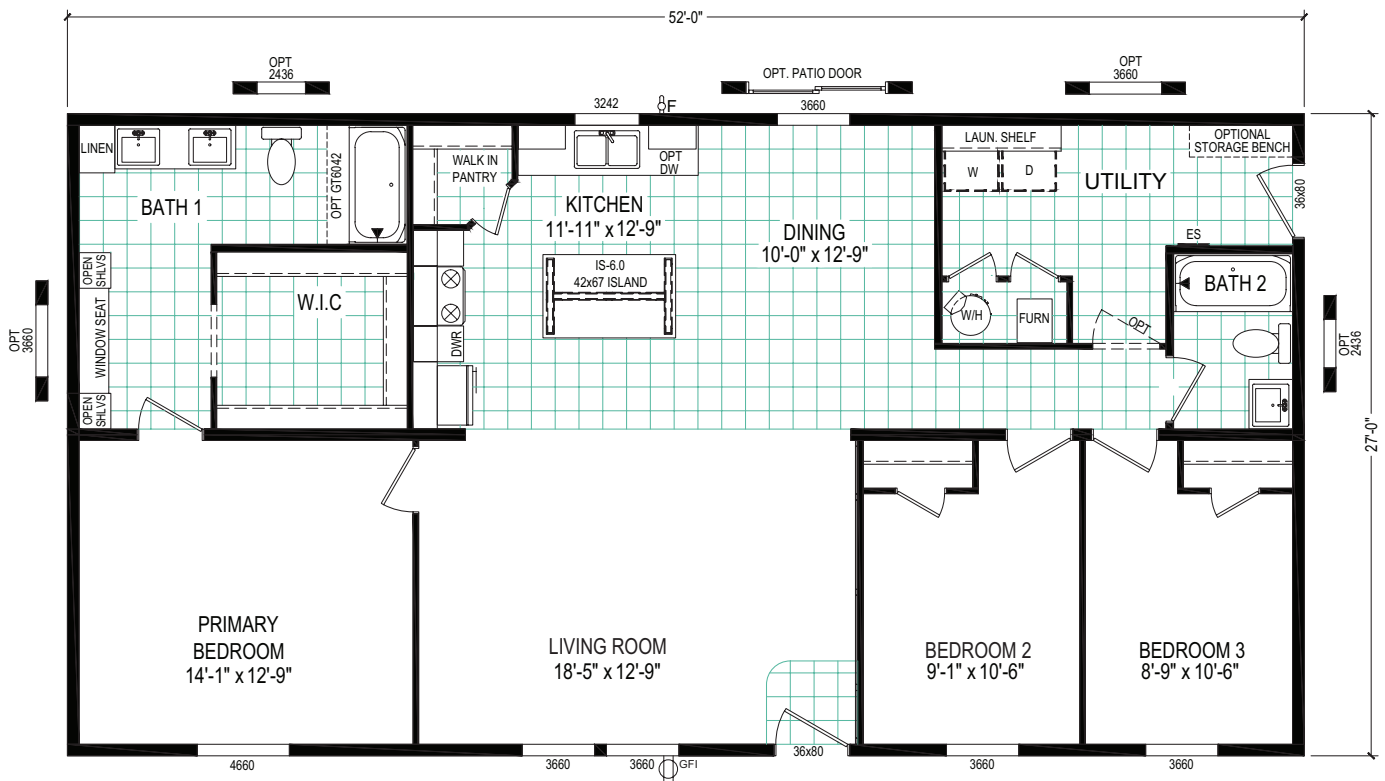 52'-0"
OPT
2436
OPT. PATIO DOOR
OPT
3660
3242
F
3660
LINEN
OPT GT6042
WALK IN
PANTRY
OPT
DW
LAUN. SHELF
OPTIONAL
STORAGE BENCH
W
D
UTILITY
36x80
BATH 1
KITCHEN
11'-11" x 12'-9"
DINING
10'-0" x 12'-9"
ES
OPEN
SHLVS
W.I.C
IS-6.0
42x67 ISLAND
BATH 2
OPT
3660
WINDOW SEAT
W/H
FURN
OPT
OPT
2436
DWR
OPEN
SHLVS
27'-0"
PRIMARY
BEDROOM
14'-1" x 12'-9"
LIVING ROOM
18'-5" x 12'-9"
BEDROOM 2
9'-1" x 10'-6"
BEDROOM 3
8'-9" x 10'-6"
36x80
4660
3660
3660
GFI
3660
3660